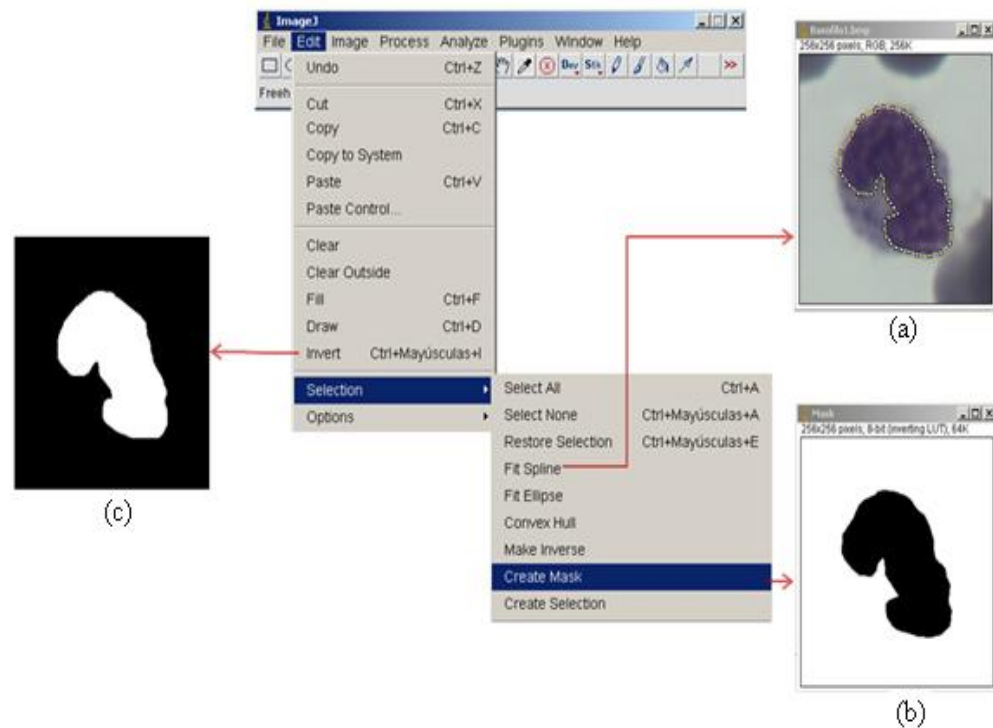 ImageJ
File Edit Image Process Analyze Plugins Window Help
Dev Stk >>
Freeh
Undo Ctrl+Z
Cut Ctrl+X
Copy Ctrl+C
Copy to System
Paste Ctrl+V
Paste Control...
Clear
Clear Outside
Fill Ctrl+F
Draw Ctrl+D
Invert Ctrl+Mayúsculas+I
Selection
Options
Select All Ctrl+A
Select None Ctrl+Mayúsculas+A
Restore Selection Ctrl+Mayúsculas+E
Fit Spline
Fit Ellipse
Convex Hull
Make Inverse
Create Mask
Create Selection
256x256 pixels, RGB, 256K
(a)
Mask
256x256 pixels, 8-bit (inverting LUT), 64K
(b)
(c)